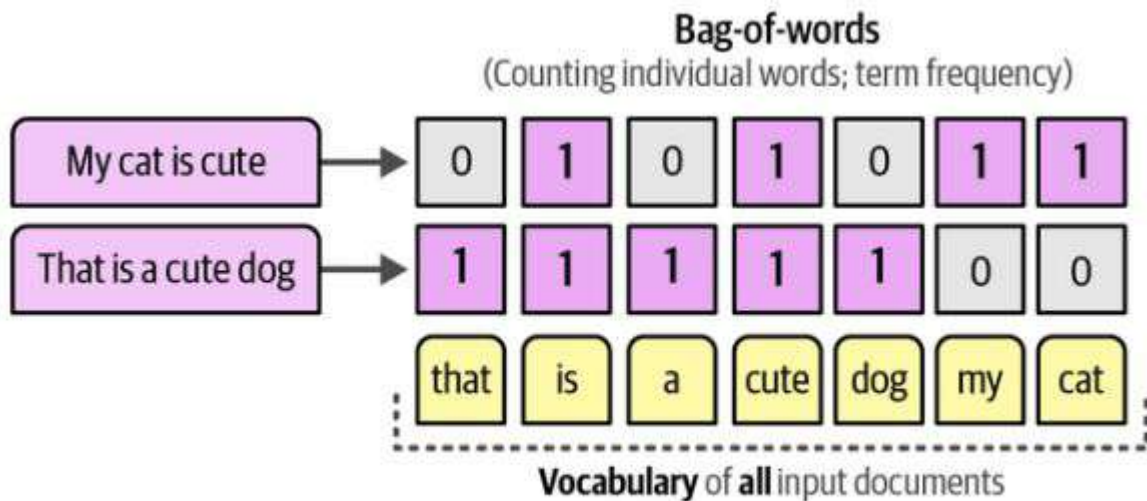 Bag-of-words
(Counting individual words; term frequency)
My cat is cute
0 1 0 1 0 1 1
That is a cute dog
1 1 1 1 1 0 0
that is a cute dog my cat
Vocabulary of all input documents